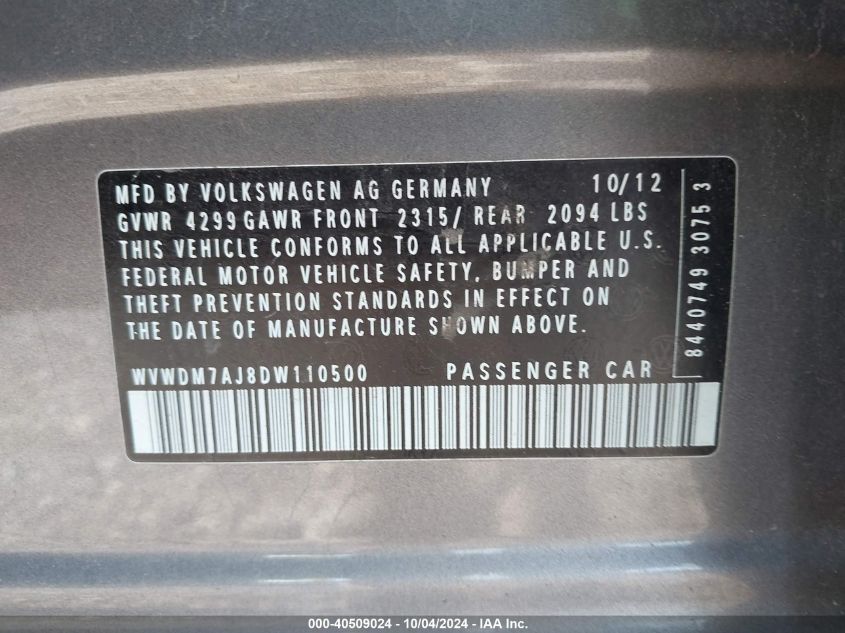 MFD BY VOLKSWAGEN AG GERMANY 10/12
GVWR 4299 GAWR FRONT 2315/ REAR 2094 LBS
THIS VEHICLE CONFORMS TO ALL APPLICABLE U.S.
FEDERAL MOTOR VEHICLE SAFETY, BUMPER AND
THEFT PREVENTION STANDARDS IN EFFECT ON
THE DATE OF MANUFACTURE SHOWN ABOVE.
WVWDM7AJ8DW110500 PASSENGER CAR
8440749 3075 3
000-40509024 - 10/04/2024 - IAA Inc.